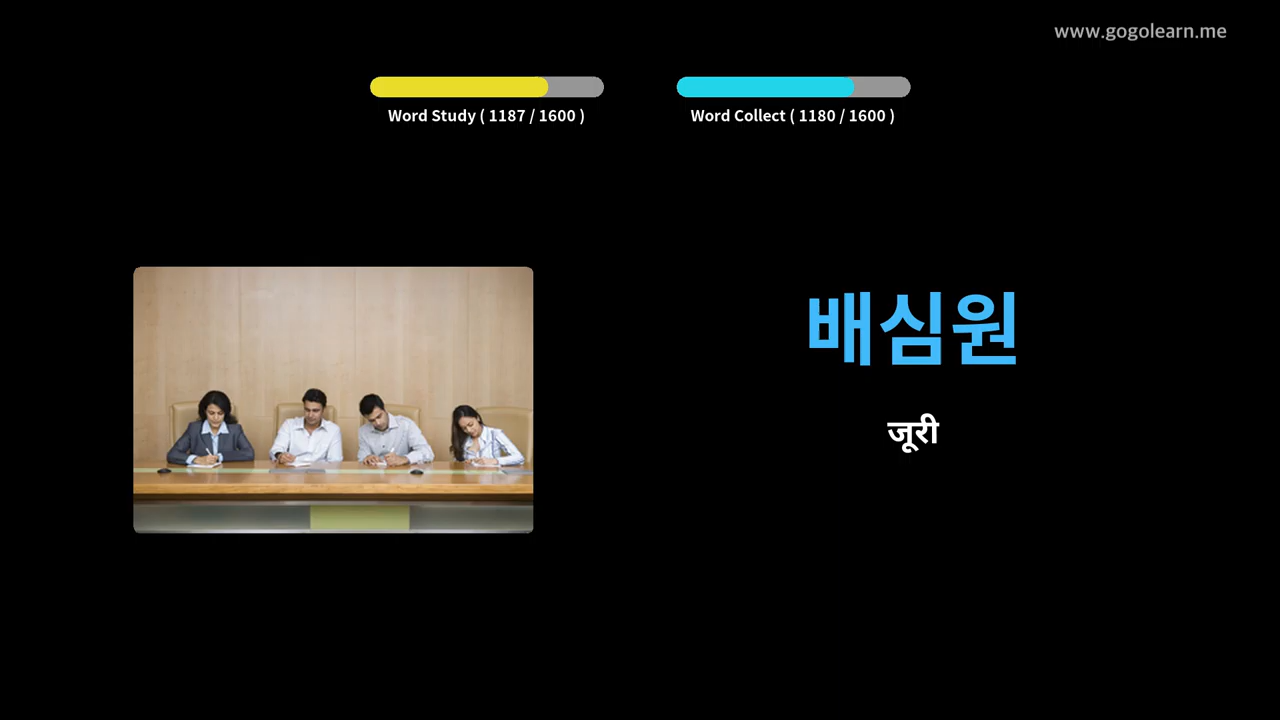 www.gogolearn.me
Word Study ( 1187 / 1600 )
Word Collect ( 1180 / 1600 )
배심원
जूरी